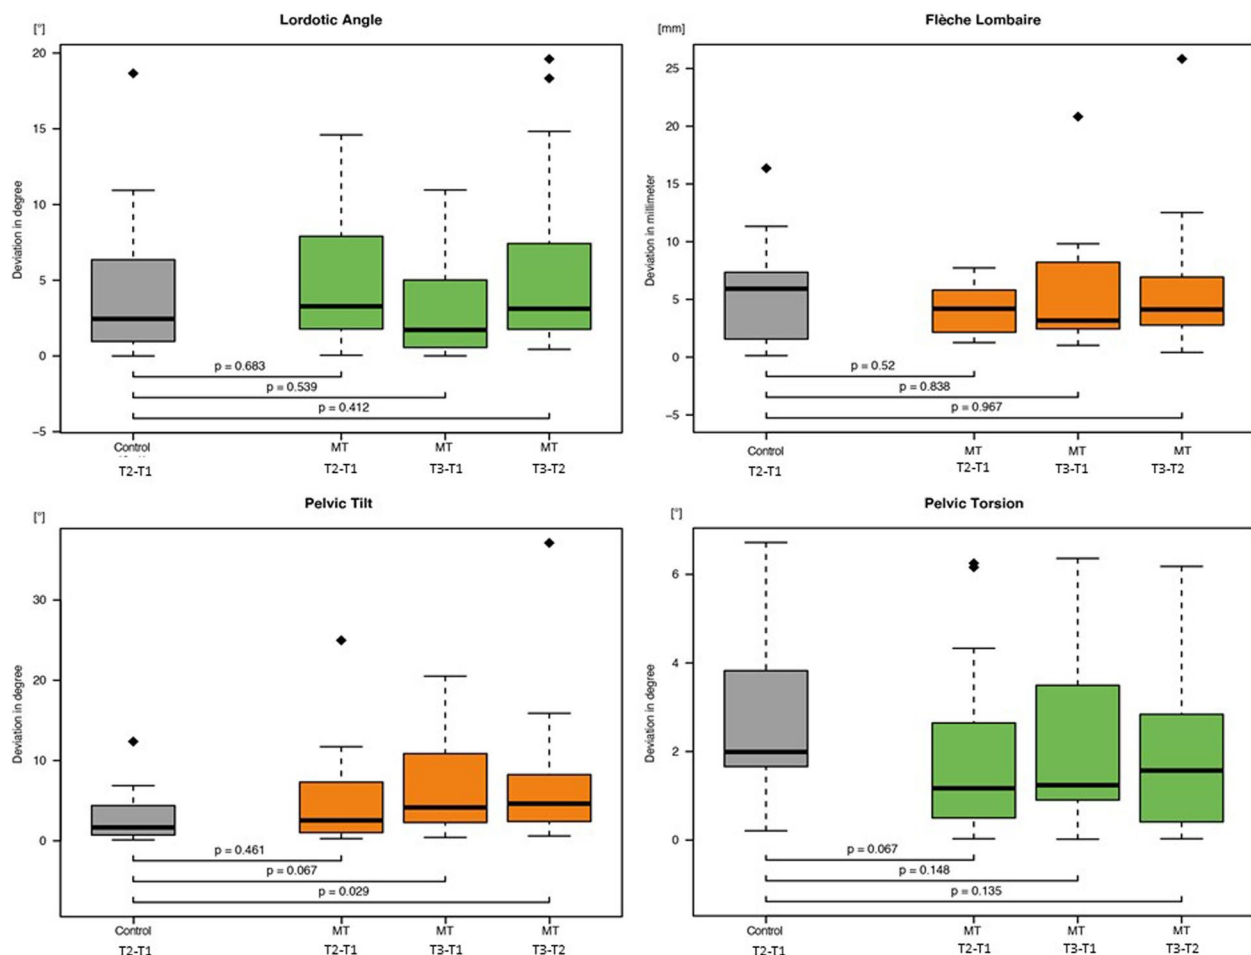 Lordotic Angle
[°]
Deviation in degree
20
15
10
5
0
−5
p = 0.683
p = 0.539
p = 0.412
Control MT MT MT
T2-T1 T2-T1 T3-T1 T3-T2
Flèche Lombaire
[mm]
Deviation in millimeter
25
20
15
10
5
0
−5
p = 0.52
p = 0.838
p = 0.967
Control MT MT MT
T2-T1 T2-T1 T3-T1 T3-T2
Pelvic Tilt
[°]
Deviation in degree
30
20
10
0
p = 0.461
p = 0.067
p = 0.029
Control MT MT MT
T2-T1 T2-T1 T3-T1 T3-T2
Pelvic Torsion
[°]
Deviation in degree
6
4
2
0
p = 0.067
p = 0.148
p = 0.135
Control MT MT MT
T2-T1 T2-T1 T3-T1 T3-T2